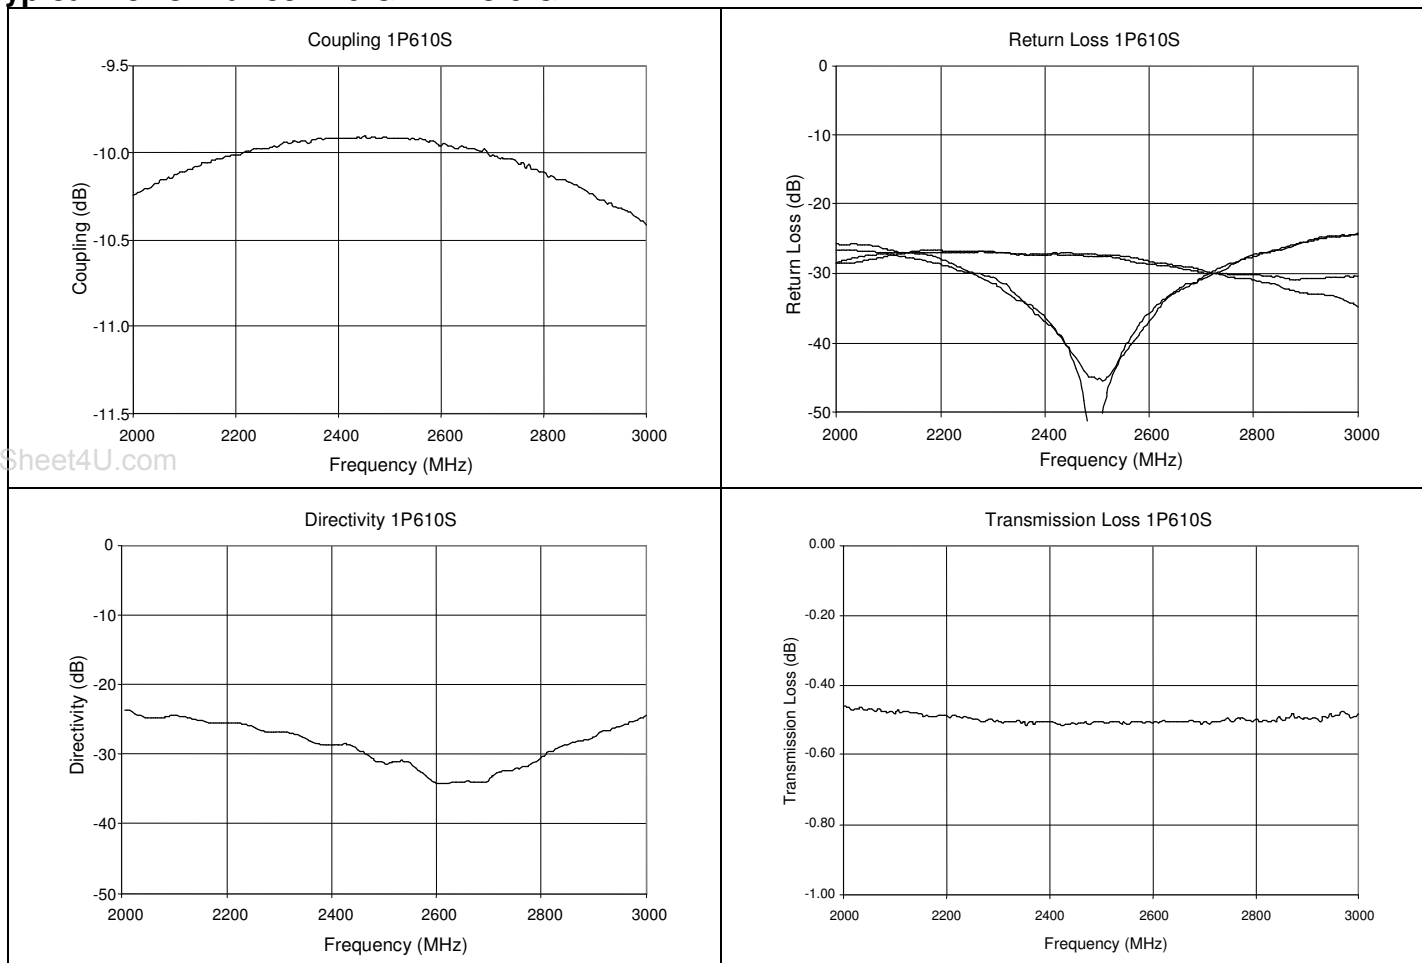 Coupling 1P610S
-9.5
-10.0
-10.5
-11.0
-11.5
Coupling (dB)
2000 2200 2400 2600 2800 3000
Frequency (MHz)
Return Loss 1P610S
0
-10
-20
-30
-40
-50
Return Loss (dB)
2000 2200 2400 2600 2800 3000
Frequency (MHz)
Sheet4U.com
Directivity 1P610S
0
-10
-20
-30
-40
-50
Directivity (dB)
2000 2200 2400 2600 2800 3000
Frequency (MHz)
Transmission Loss 1P610S
0.00
-0.20
-0.40
-0.60
-0.80
-1.00
Transmission Loss (dB)
2000 2200 2400 2600 2800 3000
Frequency (MHz)